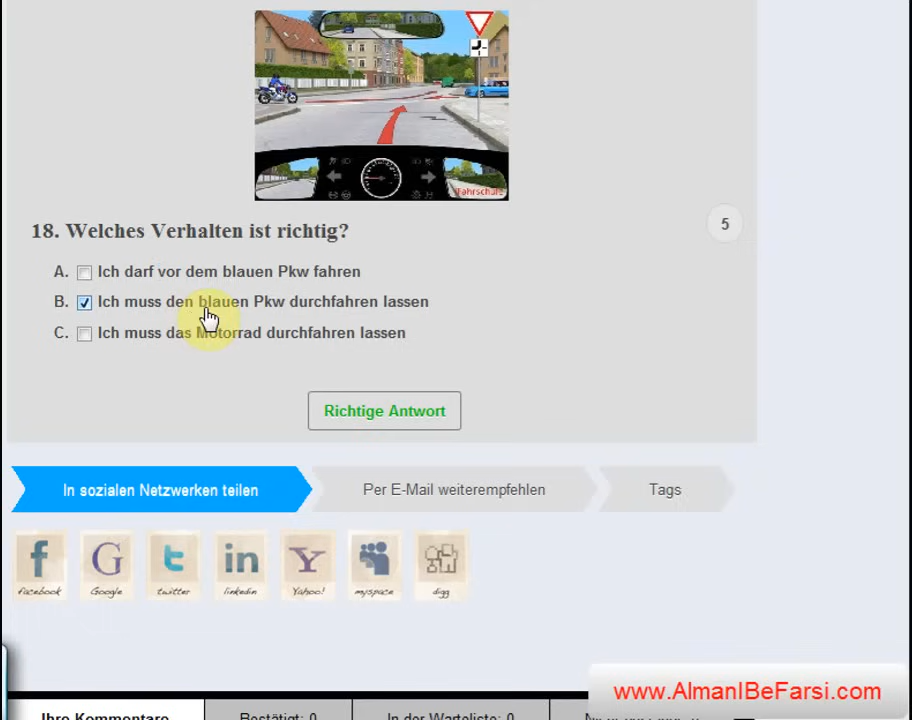 Fahrschule
18. Welches Verhalten ist richtig?
5
A. Ich darf vor dem blauen Pkw fahren
B. Ich muss den blauen Pkw durchfahren lassen
C. Ich muss das Motorrad durchfahren lassen
Richtige Antwort
In sozialen Netzwerken teilen
Per E-Mail weiterempfehlen
Tags
f G t in Y
facebook Google twitter linkedin Yahoo! myspace digg
www.AlmanIBeFarsi.com
Ihre Kommentare
Bestätigt: 0
In der Warteliste: 0